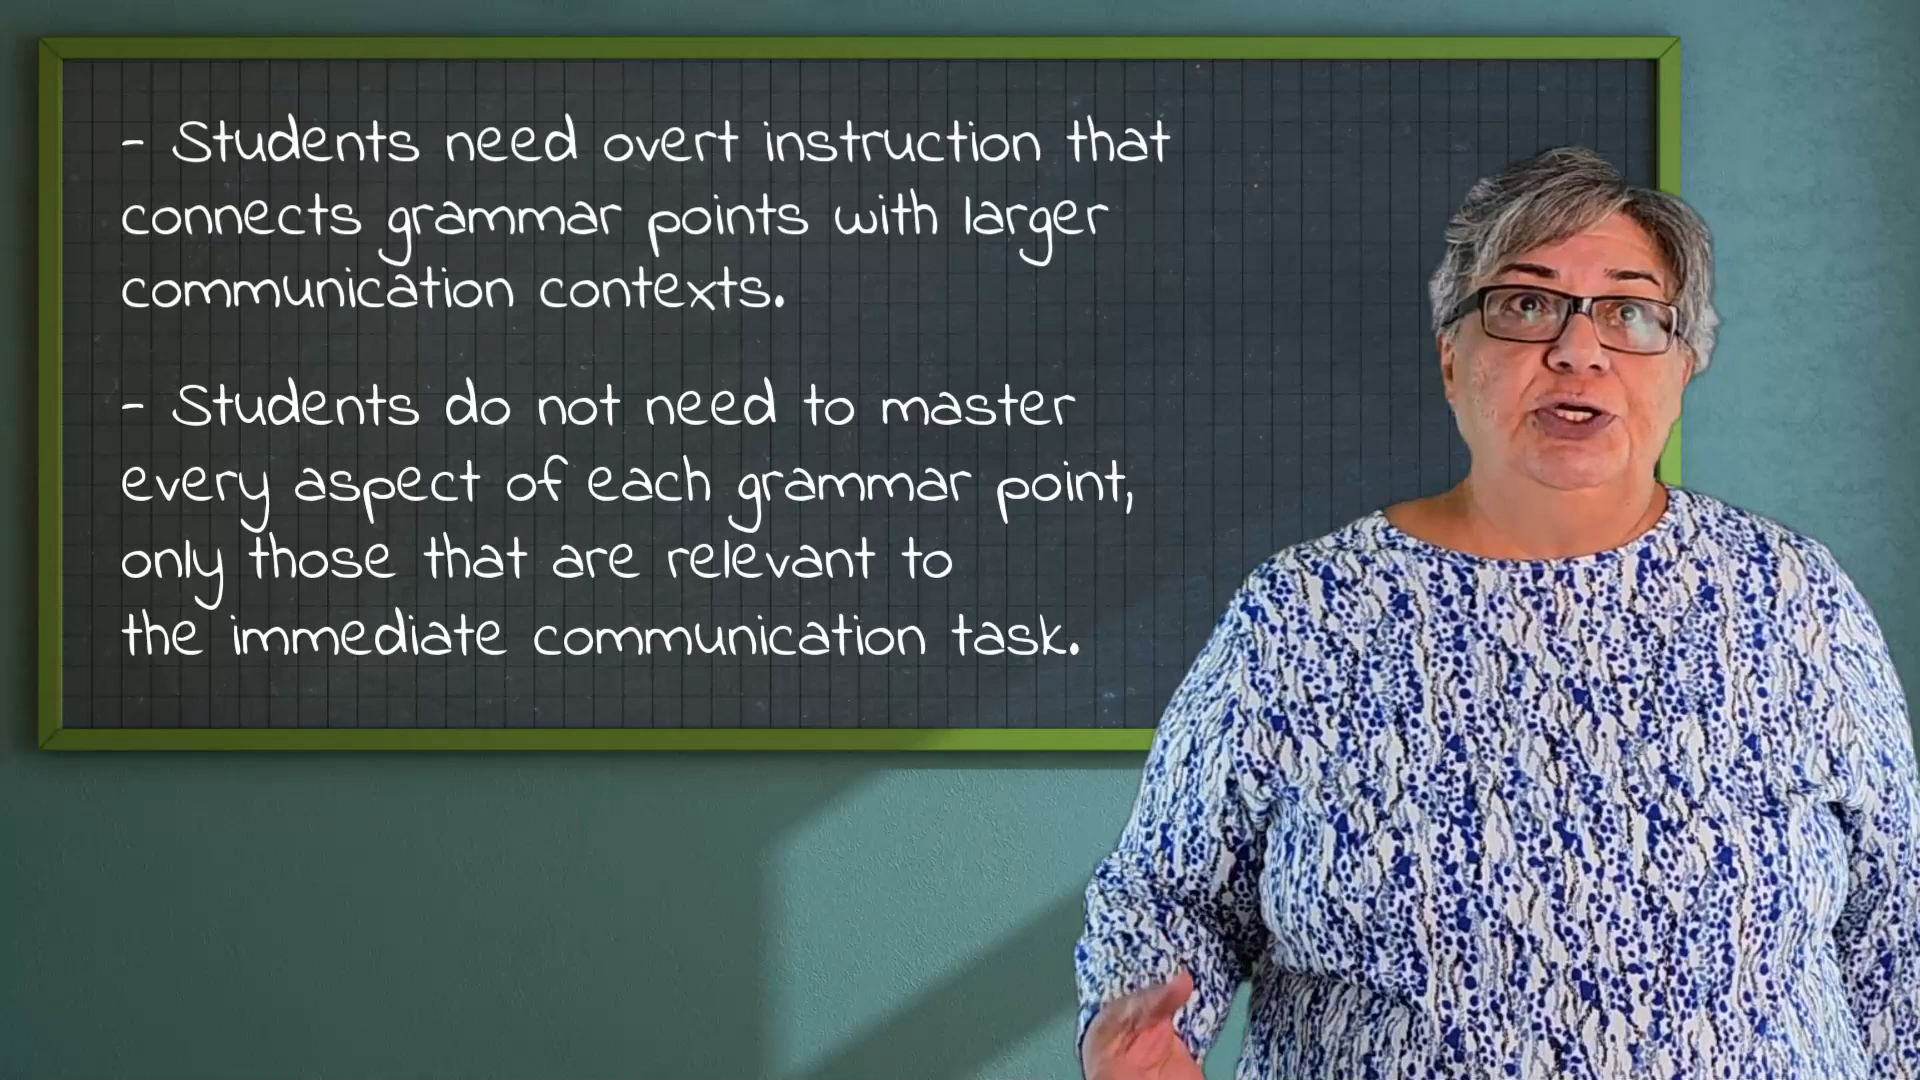 - Students need overt instruction that
connects grammar points with larger
communication contexts.
- Students do not need to master
every aspect of each grammar point,
only those that are relevant to
the immediate communication task.